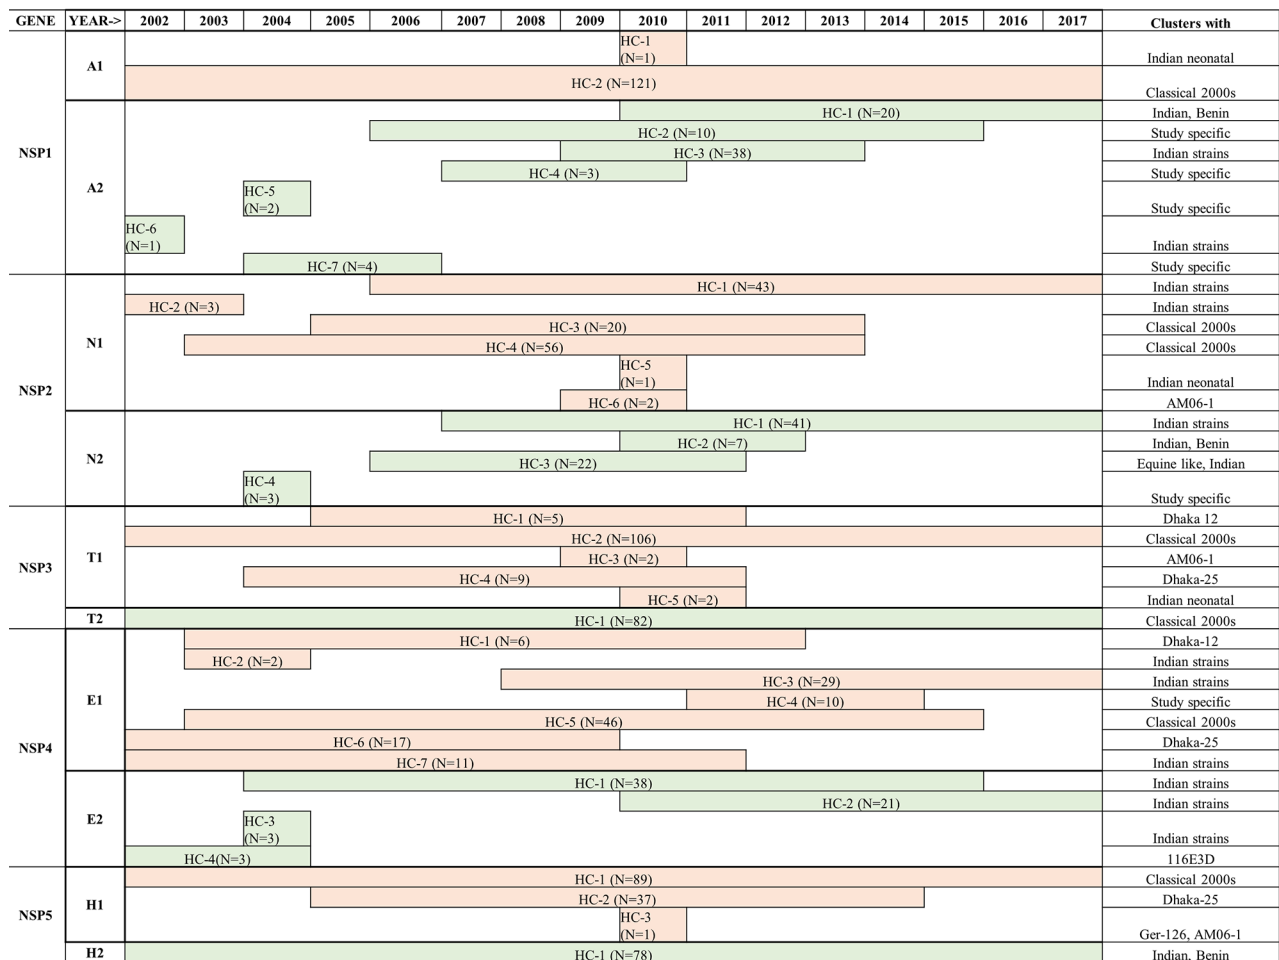 GENE YEAR-> 2002 2003 2004 2005 2006 2007 2008 2009 2010 2011 2012 2013 2014 2015 2016 2017 Clusters with
NSP1
A1
HC-1
(N=1)
Indian neonatal
HC-2 (N=121)
Classical 2000s
A2
HC-1 (N=20) Indian, Benin
HC-2 (N=10) Study specific
HC-3 (N=38) Indian strains
HC-4 (N=3) Study specific
HC-5
(N=2)
Study specific
HC-6
(N=1)
Indian strains
HC-7 (N=4) Study specific
NSP2
N1
HC-1 (N=43) Indian strains
HC-2 (N=3) Indian strains
HC-3 (N=20) Classical 2000s
HC-4 (N=56) Classical 2000s
HC-5
(N=1)
Indian neonatal
HC-6 (N=2) AM06-1
N2
HC-1 (N=41) Indian strains
HC-2 (N=7) Indian, Benin
HC-3 (N=22) Equine like, Indian
HC-4
(N=3)
Study specific
NSP3
T1
HC-1 (N=5) Dhaka 12
HC-2 (N=106) Classical 2000s
HC-3 (N=2) AM06-1
HC-4 (N=9) Dhaka-25
HC-5 (N=2) Indian neonatal
T2 HC-1 (N=82) Classical 2000s
NSP4
E1
HC-1 (N=6) Dhaka-12
HC-2 (N=2) Indian strains
HC-3 (N=29) Indian strains
HC-4 (N=10) Study specific
HC-5 (N=46) Classical 2000s
HC-6 (N=17) Dhaka-25
HC-7 (N=11) Indian strains
E2
HC-1 (N=38) Indian strains
HC-2 (N=21) Indian strains
HC-3
(N=3)
Indian strains
HC-4(N=3) 116E3D
NSP5
H1
HC-1 (N=89) Classical 2000s
HC-2 (N=37) Dhaka-25
HC-3
(N=1)
Ger-126, AM06-1
H2 HC-1 (N=78) Indian, Benin